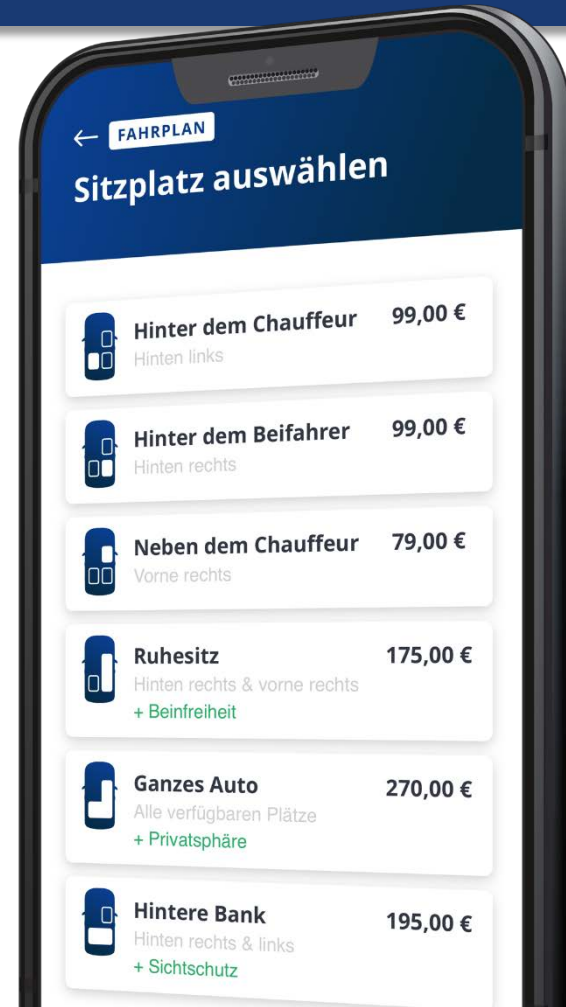 FAHRPLAN
Sitzplatz auswählen
Hinter dem Chauffeur 99,00 €
Hinten links
Hinter dem Beifahrer 99,00 €
Hinten rechts
Neben dem Chauffeur 79,00 €
Vorne rechts
Ruhesitz 175,00 €
Hinten rechts & vorne rechts
+ Beinfreiheit
Ganzes Auto 270,00 €
Alle verfügbaren Plätze
+ Privatsphäre
Hintere Bank 195,00 €
Hinten rechts & links
+ Sichtschutz